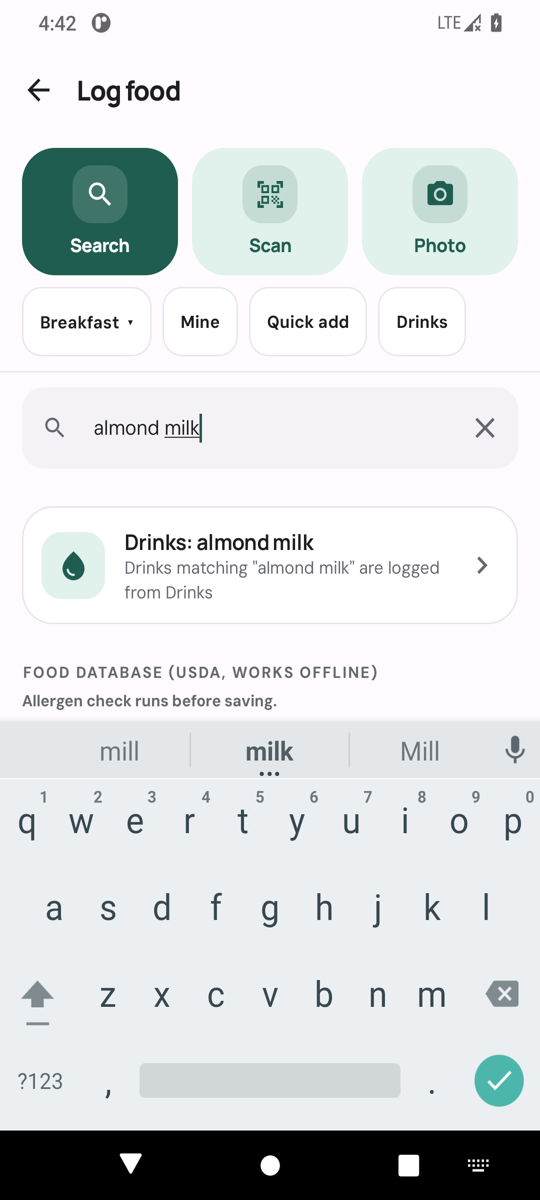 4:42
LTE
Log food
Search
Scan
Photo
Breakfast ▾
Mine
Quick add
Drinks
almond milk
Drinks: almond milk
Drinks matching "almond milk" are logged
from Drinks
FOOD DATABASE (USDA, WORKS OFFLINE)
Allergen check runs before saving.
mill
milk
Mill
1 2 3 4 5 6 7 8 9 0
q w e r t y u i o p
a s d f g h j k l
z x c v b n m
?123 , .